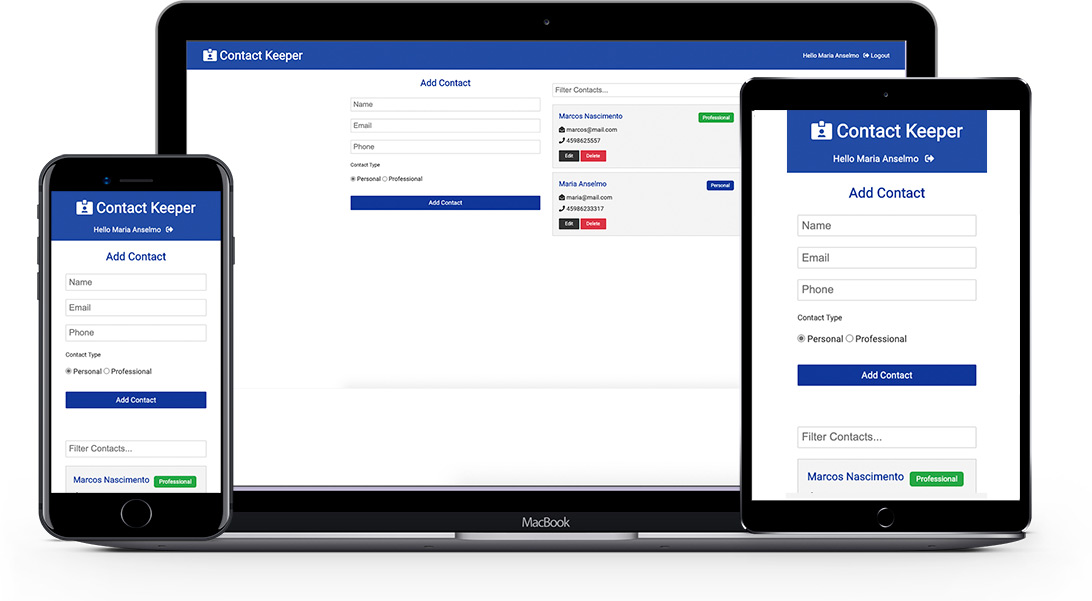 Contact Keeper
Hello Maria Anselmo Logout
Add Contact
Name
Email
Phone
Contact Type
Personal Professional
Add Contact
Filter Contacts...
Marcos Nascimento Professional
marcos@mail.com
4598625557
Edit Delete
Maria Anselmo Personal
maria@mail.com
45986233317
Edit Delete
MacBook
Contact Keeper
Hello Maria Anselmo
Add Contact
Name
Email
Phone
Contact Type
Personal Professional
Add Contact
Filter Contacts...
Marcos Nascimento Professional
Contact Keeper
Hello Maria Anselmo
Add Contact
Name
Email
Phone
Contact Type
Personal Professional
Add Contact
Filter Contacts...
Marcos Nascimento Professional